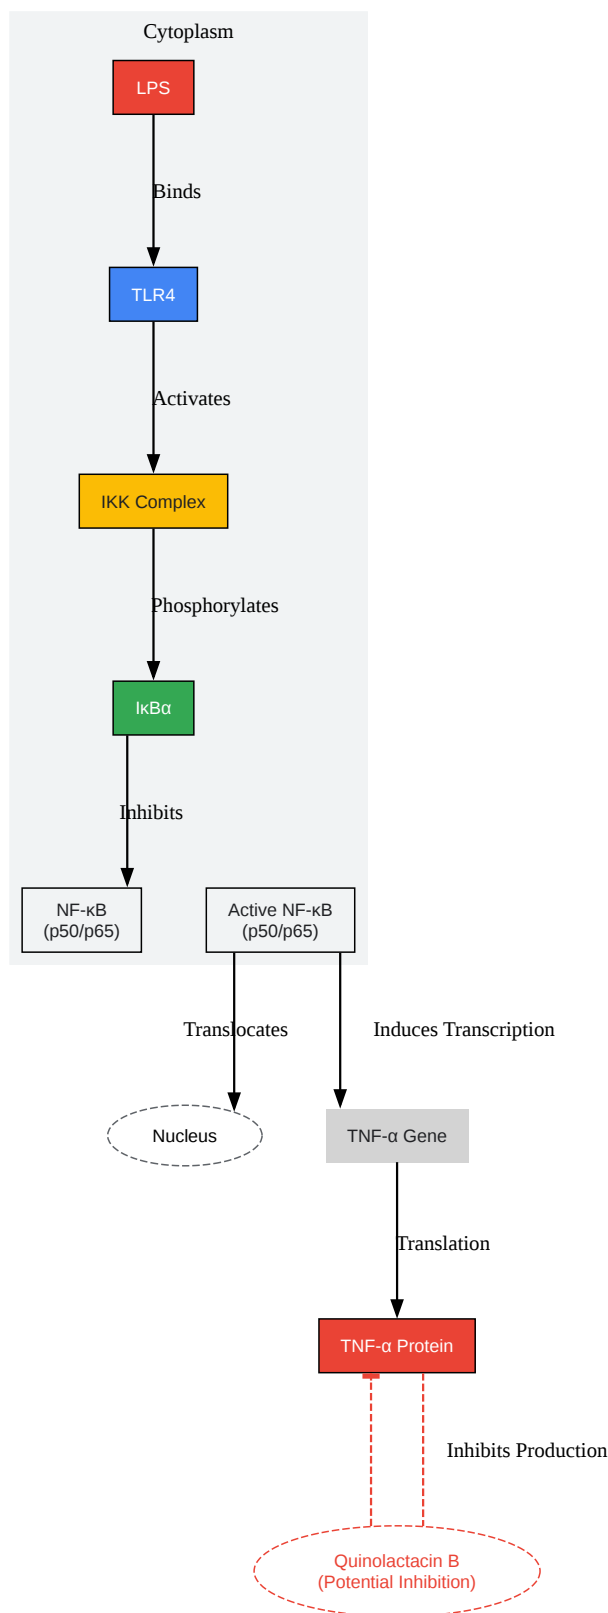 Cytoplasm
LPS
Binds
TLR4
Activates
IKK Complex
Phosphorylates
IκBα
Inhibits
NF-κB
(p50/p65)
Active NF-κB
(p50/p65)
Translocates
Induces Transcription
Nucleus
TNF-α Gene
Translation
TNF-α Protein
Inhibits Production
Quinolactacin B
(Potential Inhibition)